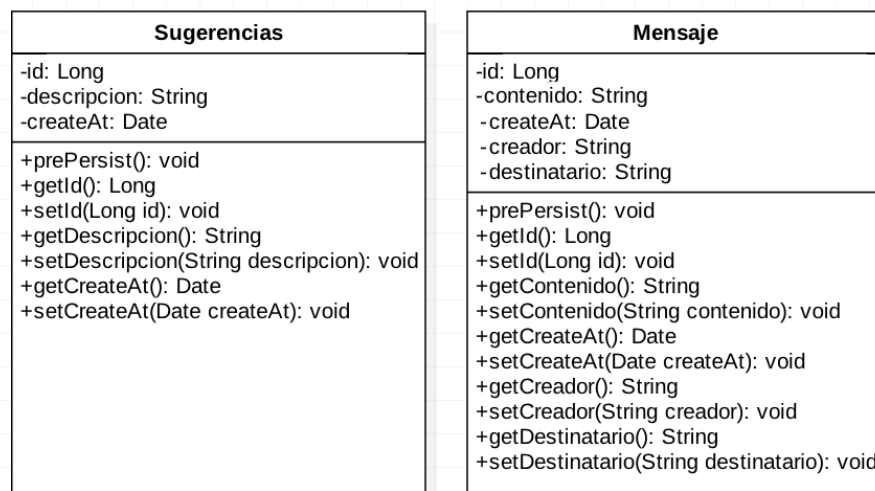 Sugerencias
-id: Long
-descripcion: String
-createAt: Date
+prePersist(): void
+getId(): Long
+setId(Long id): void
+getDescripcion(): String
+setDescripcion(String descripcion): void
+getCreateAt(): Date
+setCreateAt(Date createAt): void
Mensaje
-id: Long
-contenido: String
-createAt: Date
-creador: String
-destinatario: String
+prePersist(): void
+getId(): Long
+setId(Long id): void
+getContenido(): String
+setContenido(String contenido): void
+getCreateAt(): Date
+setCreateAt(Date createAt): void
+getCreador(): String
+setCreador(String creador): void
+getDestinatario(): String
+setDestinatario(String destinatario): void